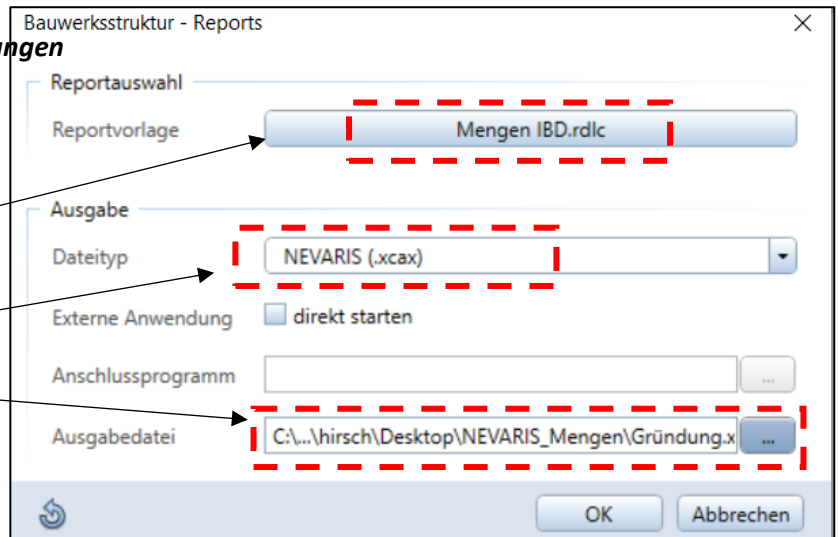 Bauwerksstruktur - Reports
ungen
Reportauswahl
Reportvorlage Mengen IBD.rdlc
Ausgabe
Dateityp NEVARIS (.xcax)
Externe Anwendung direkt starten
Anschlussprogramm ...
Ausgabedatei C:\...\hirsch\Desktop\NEVARIS_Mengen\Gründung.x ...
OK Abbrechen